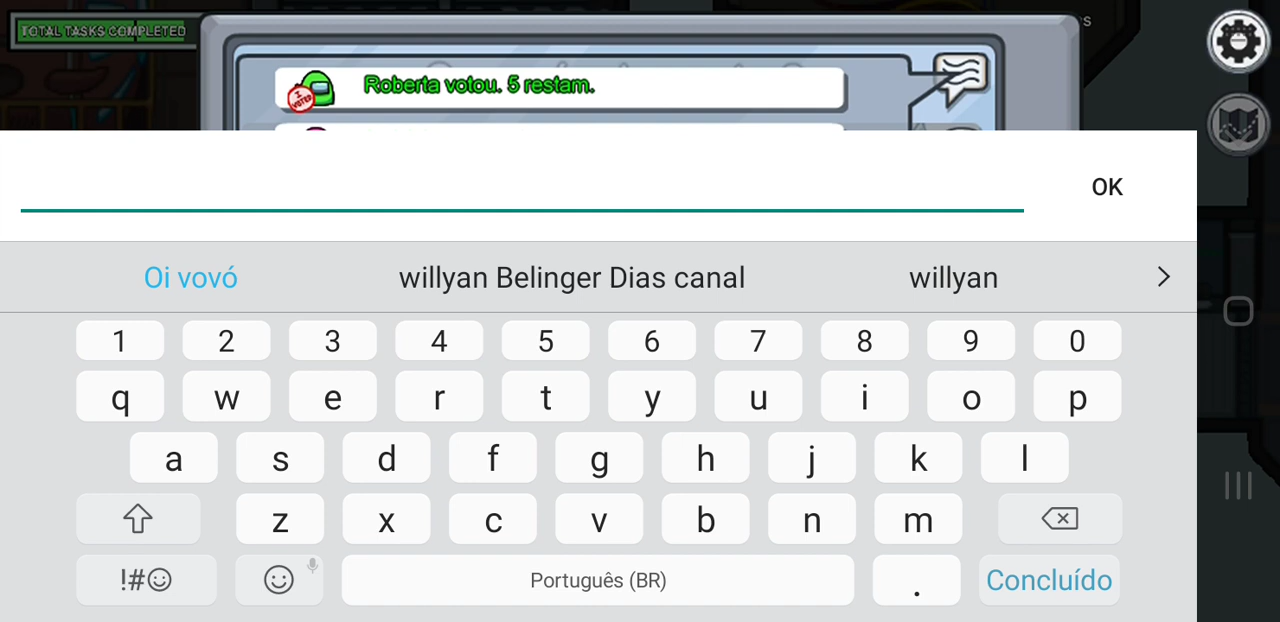 TOTAL TASKS COMPLETED
s
Roberta votou. 5 restam.
I VOTED
OK
Oi vovó willyan Belinger Dias canal willyan
1 2 3 4 5 6 7 8 9 0
q w e r t y u i o p
a s d f g h j k l
z x c v b n m
!#☺ Português (BR) . Concluído